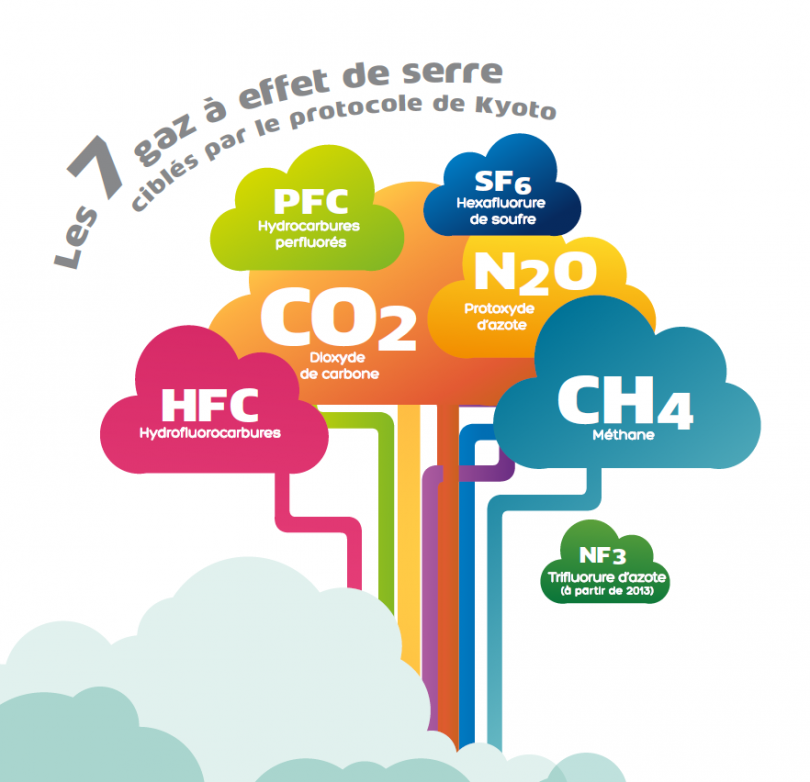 Les 7 gaz à effet de serre
ciblés par le protocole de Kyoto
PFC
Hydrocarbures
perfluorés
SF6
Hexafluorure
de soufre
N2O
Protoxyde
d'azote
CO2
Dioxyde
de carbone
HFC
Hydrofluorocarbures
CH4
Méthane
NF3
Trifluorure d'azote
(à partir de 2013)